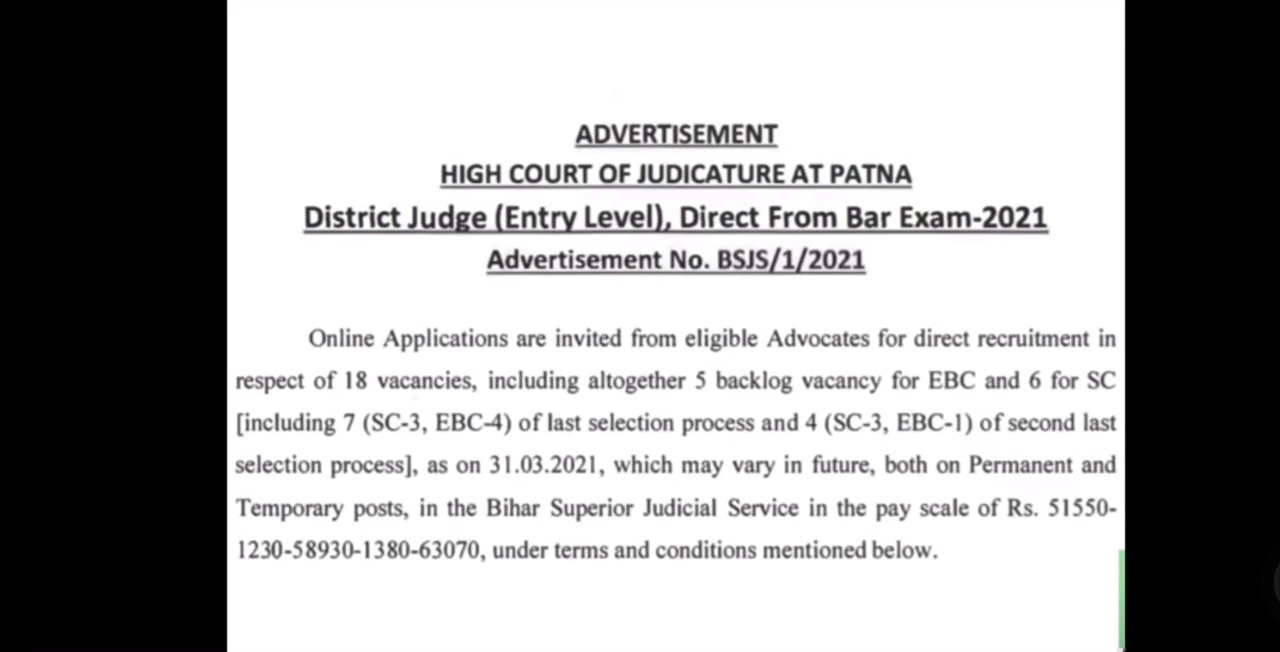 ADVERTISEMENT
HIGH COURT OF JUDICATURE AT PATNA
District Judge (Entry Level), Direct From Bar Exam-2021
Advertisement No. BSJS/1/2021
Online Applications are invited from eligible Advocates for direct recruitment in
respect of 18 vacancies, including altogether 5 backlog vacancy for EBC and 6 for SC
[including 7 (SC-3, EBC-4) of last selection process and 4 (SC-3, EBC-1) of second last
selection process], as on 31.03.2021, which may vary in future, both on Permanent and
Temporary posts, in the Bihar Superior Judicial Service in the pay scale of Rs. 51550-
1230-58930-1380-63070, under terms and conditions mentioned below.